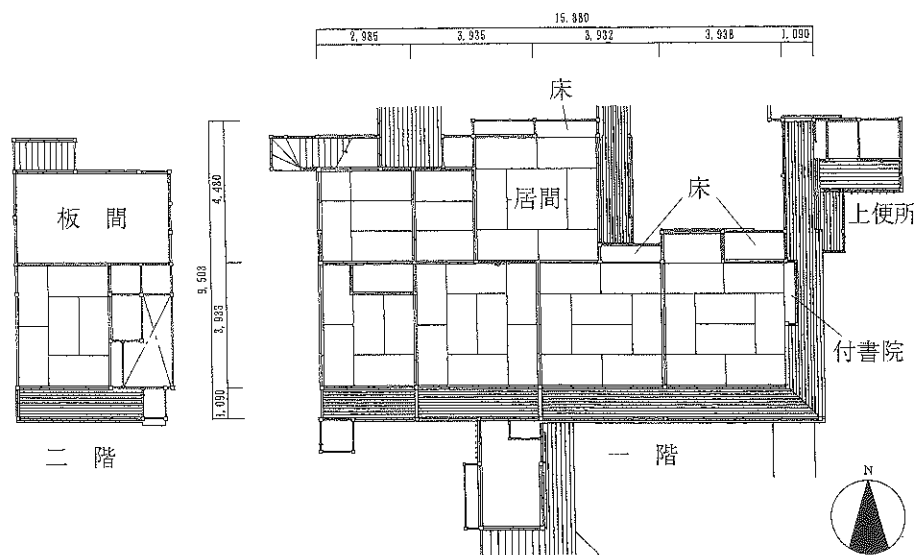 15.880
2,985
3,935
3,932
3,938
1,090
床
板 間
4,480
9,503
3,933
1,090
居間
床
上便所
付書院
二 階
一 階
N